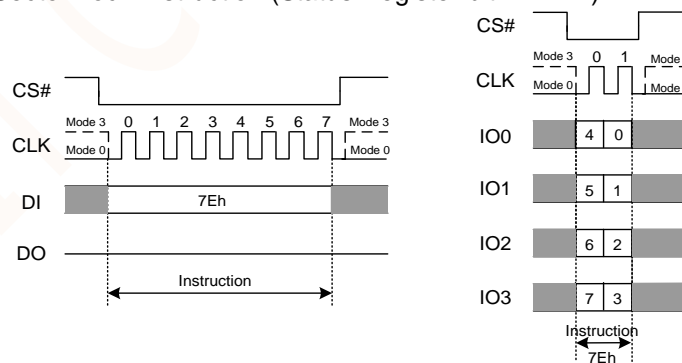 CS#
Mode 3 0 1 2 3 4 5 6 7 Mode 3
CLK
Mode 0 Mode 0
DI 7Eh
DO
Instruction
CS#
Mode 3 0 1 Mode
CLK
Mode 0 Mode
IO0 4 0
IO1 5 1
IO2 6 2
IO3 7 3
Instruction
7Eh